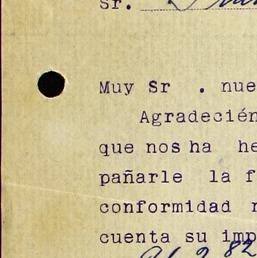 Sr.
Muy Sr . nue
Agradecién
que nos ha he
pañarle la f
conformidad
cuenta su imp